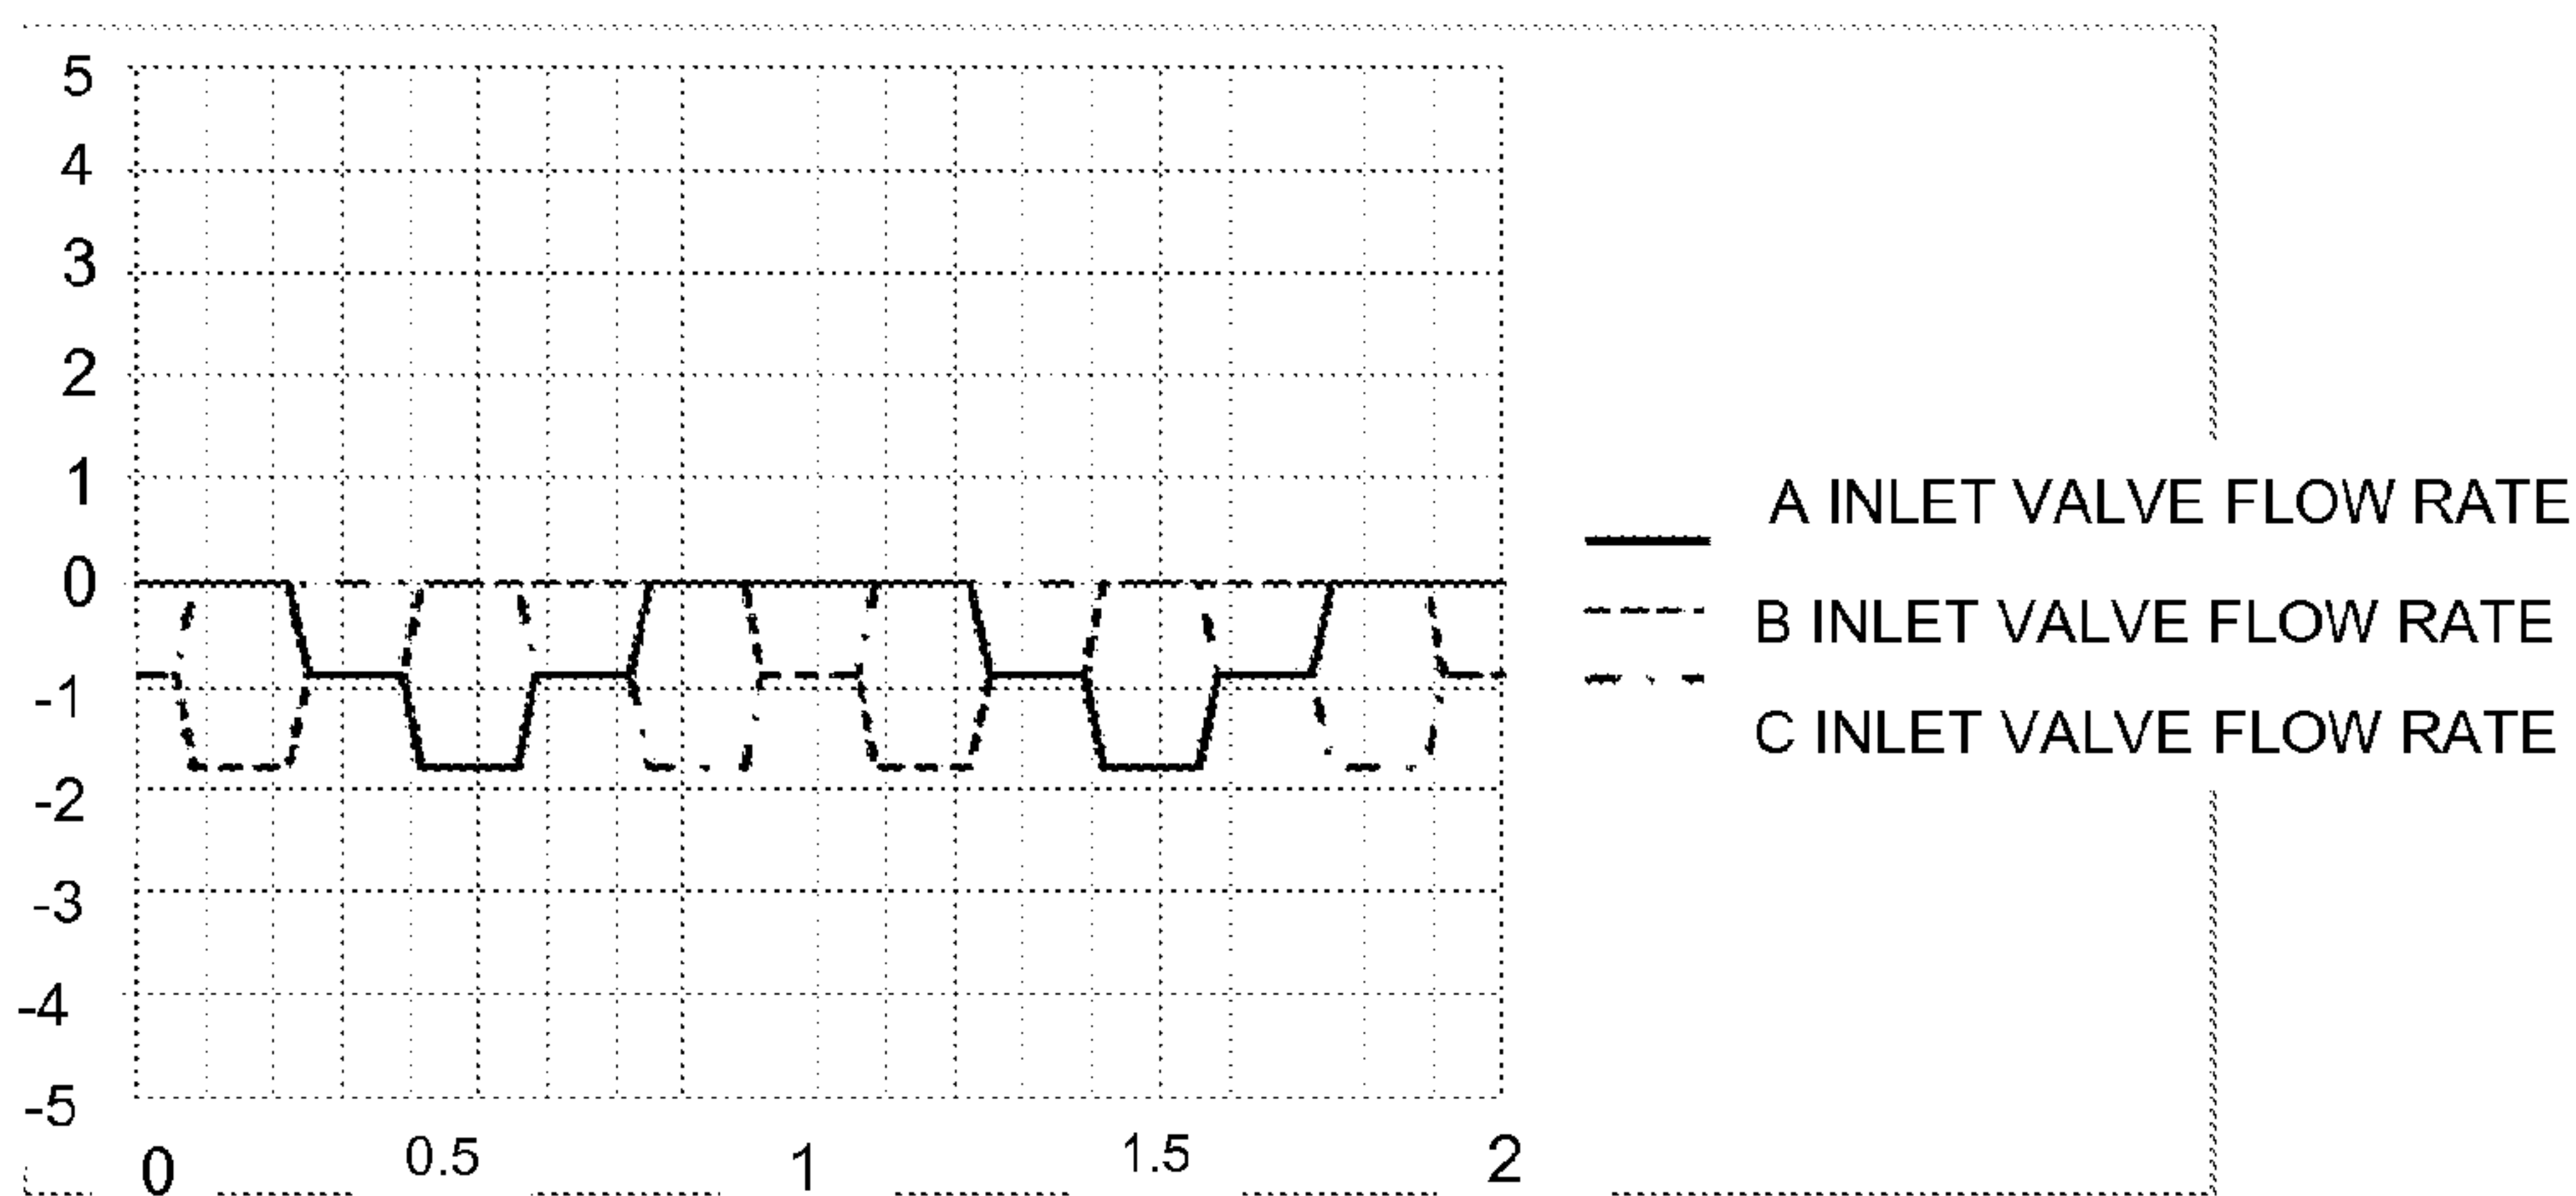 5
4
3
2
1
0
-1
-2
-3
-4
-5
0 0.5 1 1.5 2
A INLET VALVE FLOW RATE
B INLET VALVE FLOW RATE
C INLET VALVE FLOW RATE